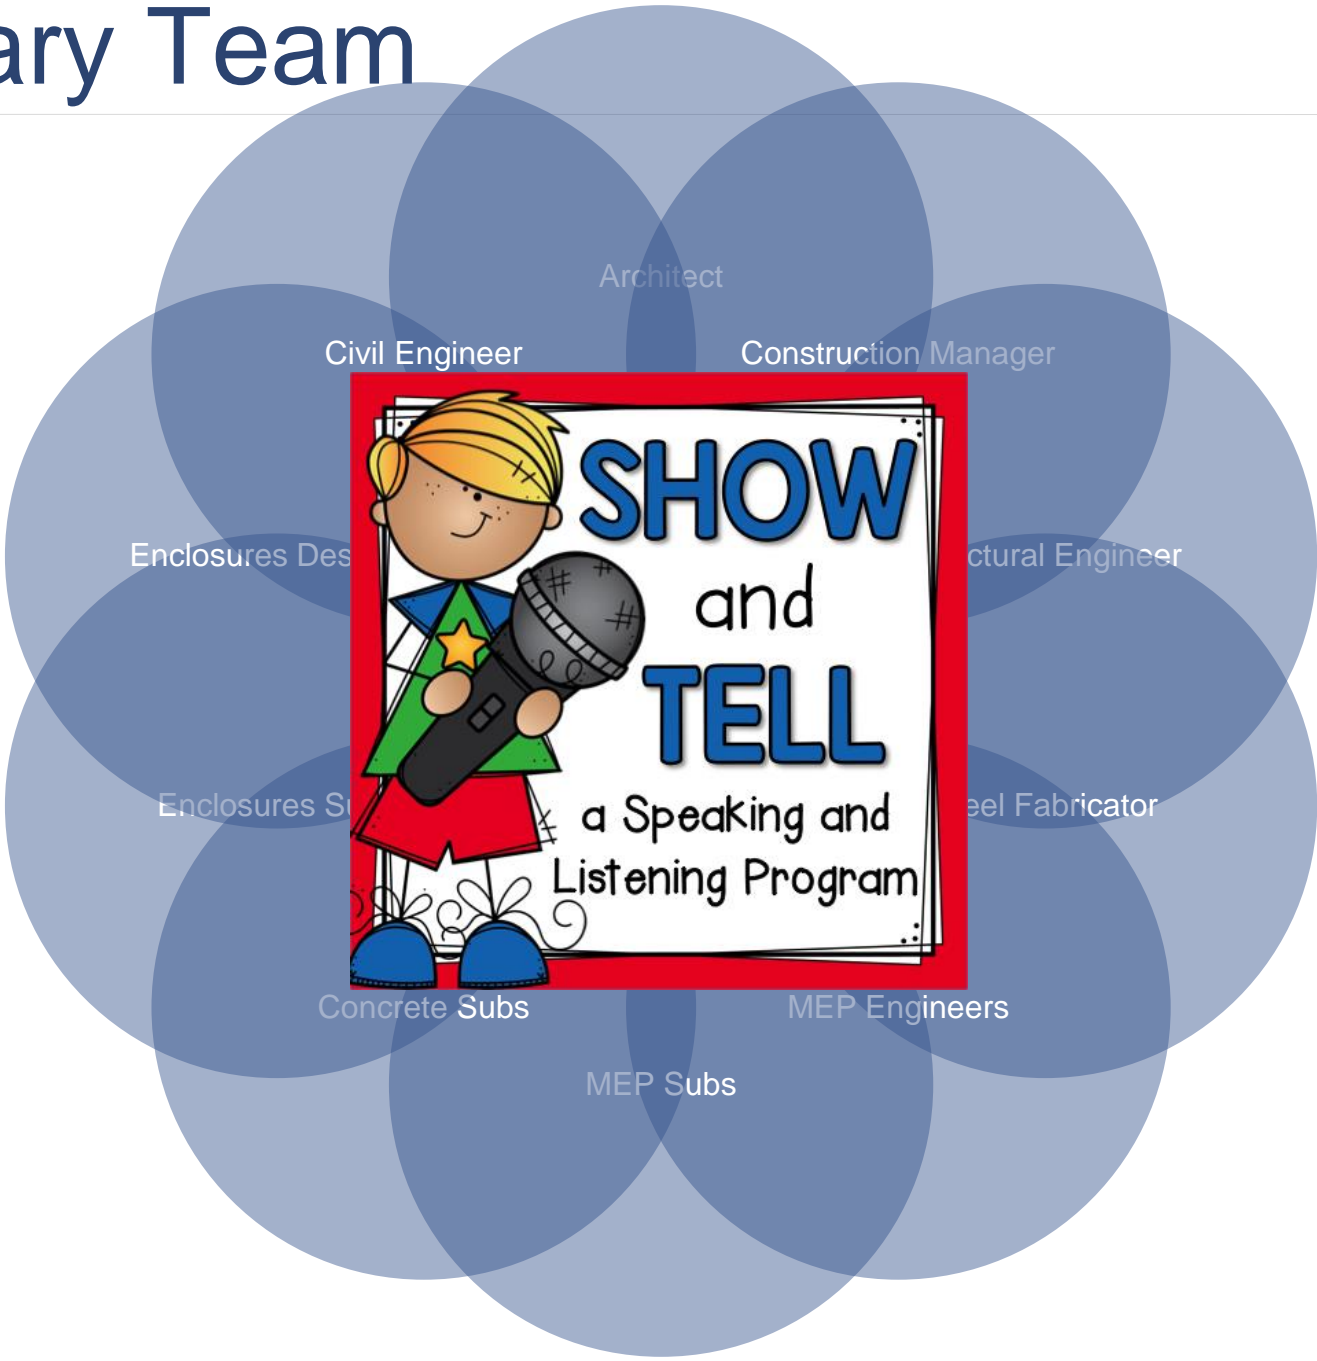 ary Team
Architect
Civil Engineer
Construction Manager
SHOW
and
TELL
a Speaking and
Listening Program
Enclosures Des
ctural Engineer
Enclosures Su
eel Fabricator
Concrete Subs
MEP Engineers
MEP Subs